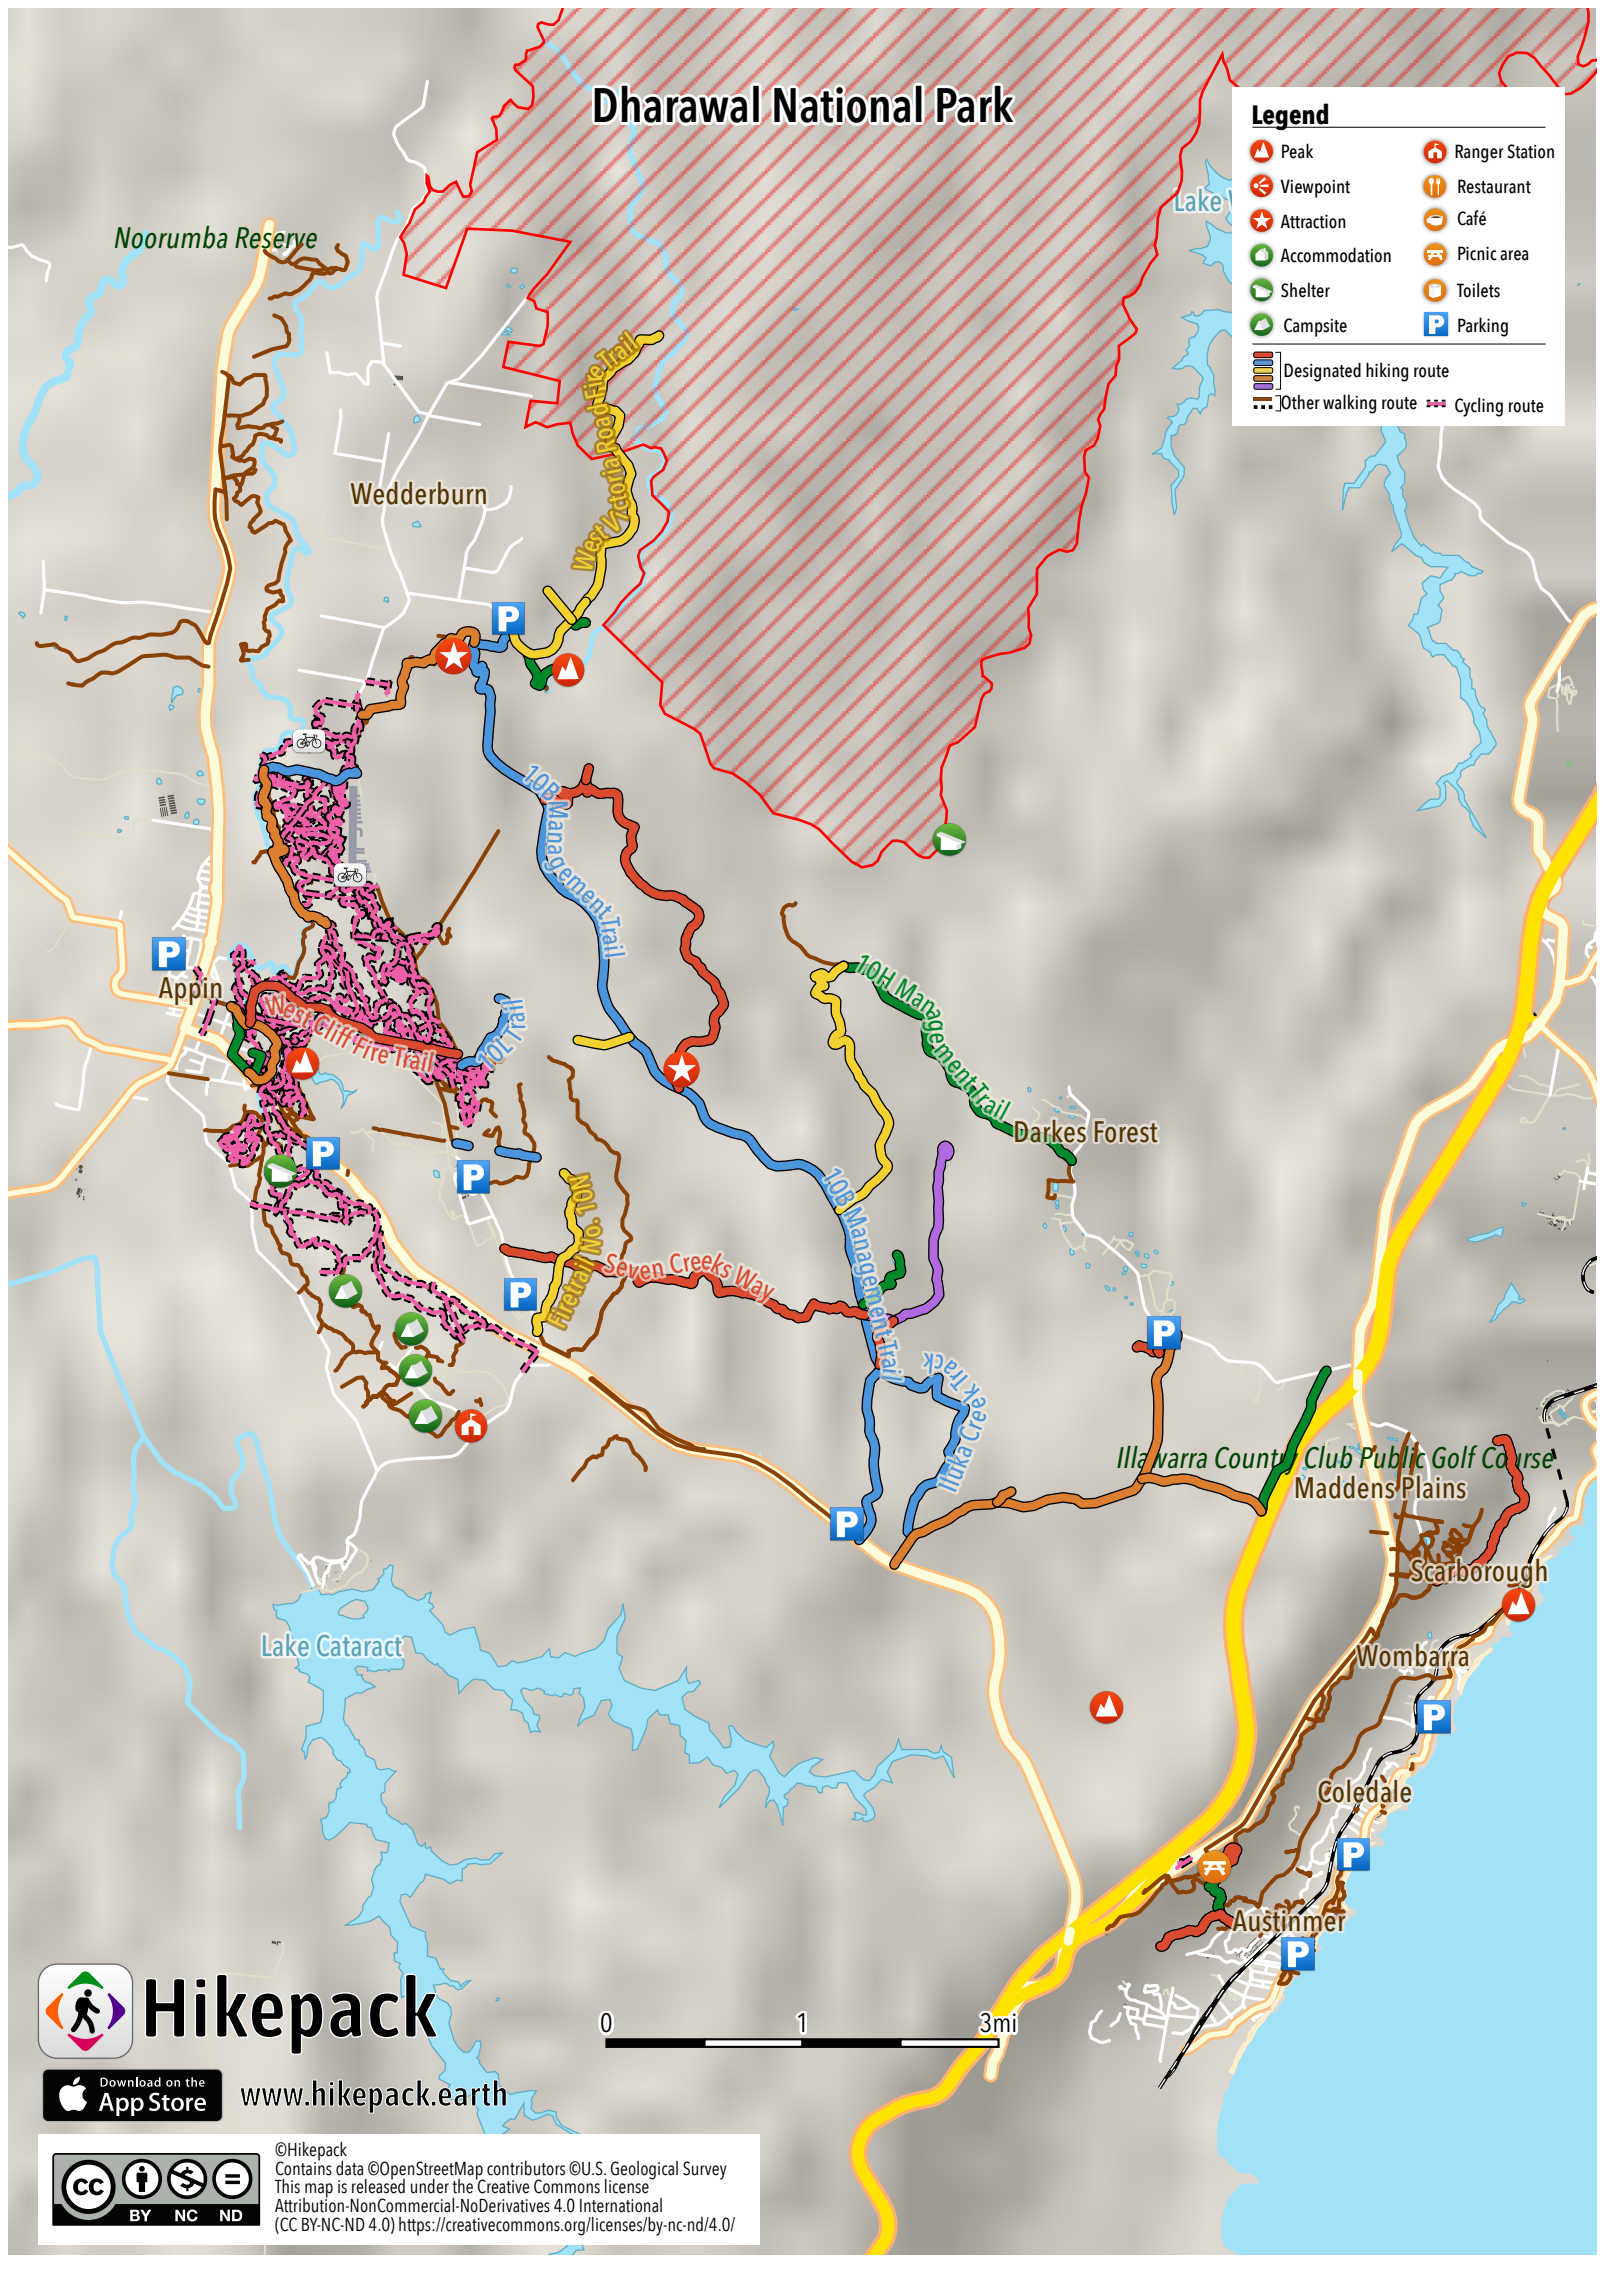 Dharawal National Park
Legend
Peak
Ranger Station
Viewpoint
Restaurant
Attraction
Café
Accommodation
Picnic area
Shelter
Toilets
Campsite
P Parking
Designated hiking route
Other walking route
Cycling route
Lake
Noorumba Reserve
West Victoria Road Fire Trail
Wedderburn
P
10B Management Trail
P
Appin
West Cliff Fire Trail
10L Trail
10H Management Trail
Darkes Forest
P
P
10B Management Trail
Firetrail No. 10N
Seven Creeks Way
P
P
Iluka Creek Track
Illawarra Country Club Public Golf Course
Maddens Plains
P
Scarborough
Lake Cataract
Wombarra
P
Coledale
P
Austinmer
P
Hikepack
0 1 3mi
Download on the
App Store
www.hikepack.earth
©Hikepack
Contains data ©OpenStreetMap contributors ©U.S. Geological Survey
This map is released under the Creative Commons license
Attribution-NonCommercial-NoDerivatives 4.0 International
(CC BY-NC-ND 4.0) https://creativecommons.org/licenses/by-nc-nd/4.0/
cc
BY NC ND